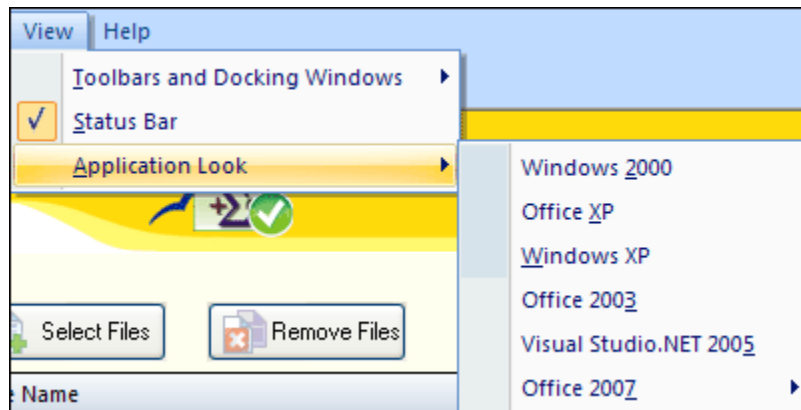 View Help
Toolbars and Docking Windows
Status Bar
Application Look
Windows 2000
Office XP
Windows XP
Office 2003
Visual Studio.NET 2005
Office 2007
+Σ
Select Files Remove Files
Name